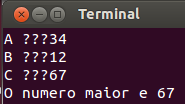 Terminal
A ???34
B ???12
C ???67
O numero maior e 67